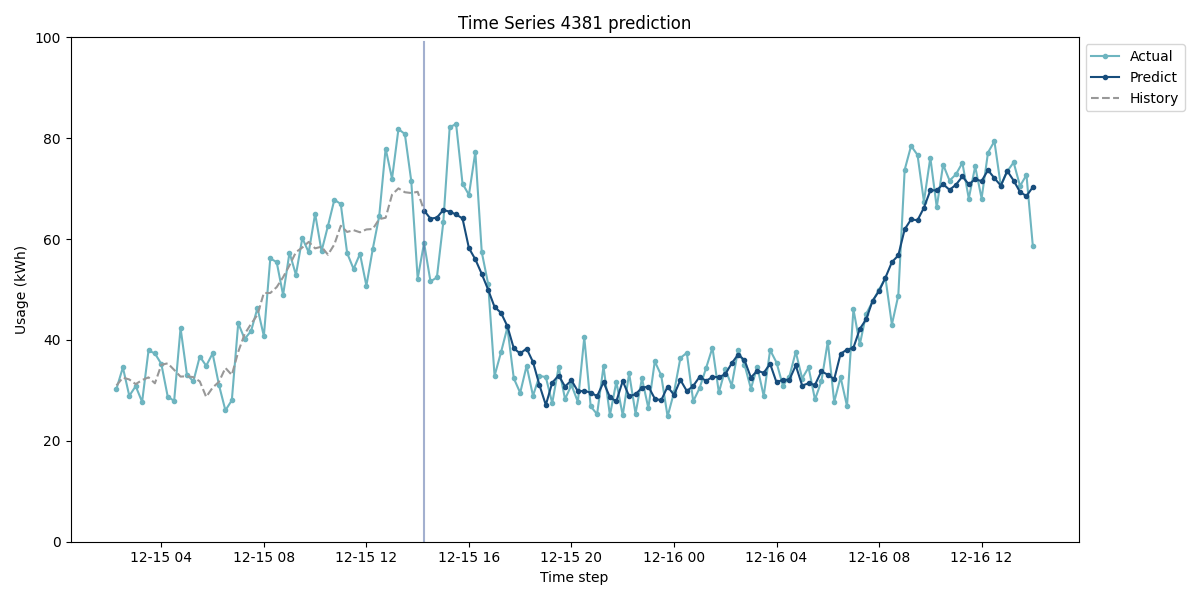 Time Series 4381 prediction
Usage (kWh)
100
80
60
40
20
0
12-15 04
12-15 08
12-15 12
12-15 16
12-15 20
12-16 00
12-16 04
12-16 08
12-16 12
Time step
Actual
Predict
History